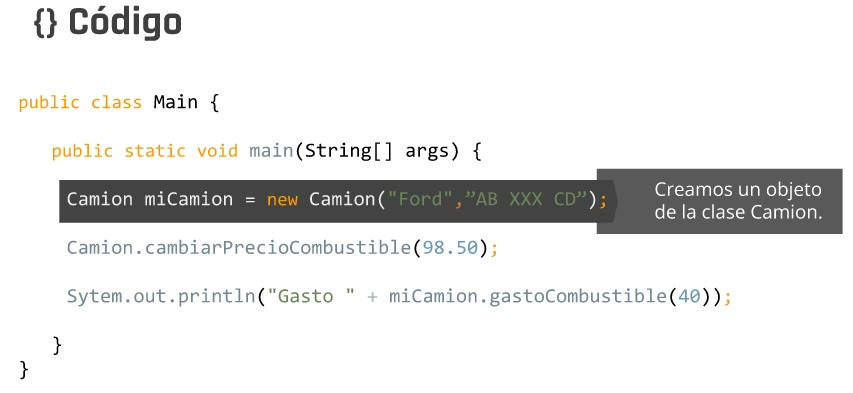 {} Código
public class Main {
public static void main(String[] args) {
Camion miCamion = new Camion("Ford",”AB XXX CD”);
Creamos un objeto
de la clase Camion.
Camion.cambiarPrecioCombustible(98.50);
Sytem.out.println("Gasto " + miCamion.gastoCombustible(40));
}
}